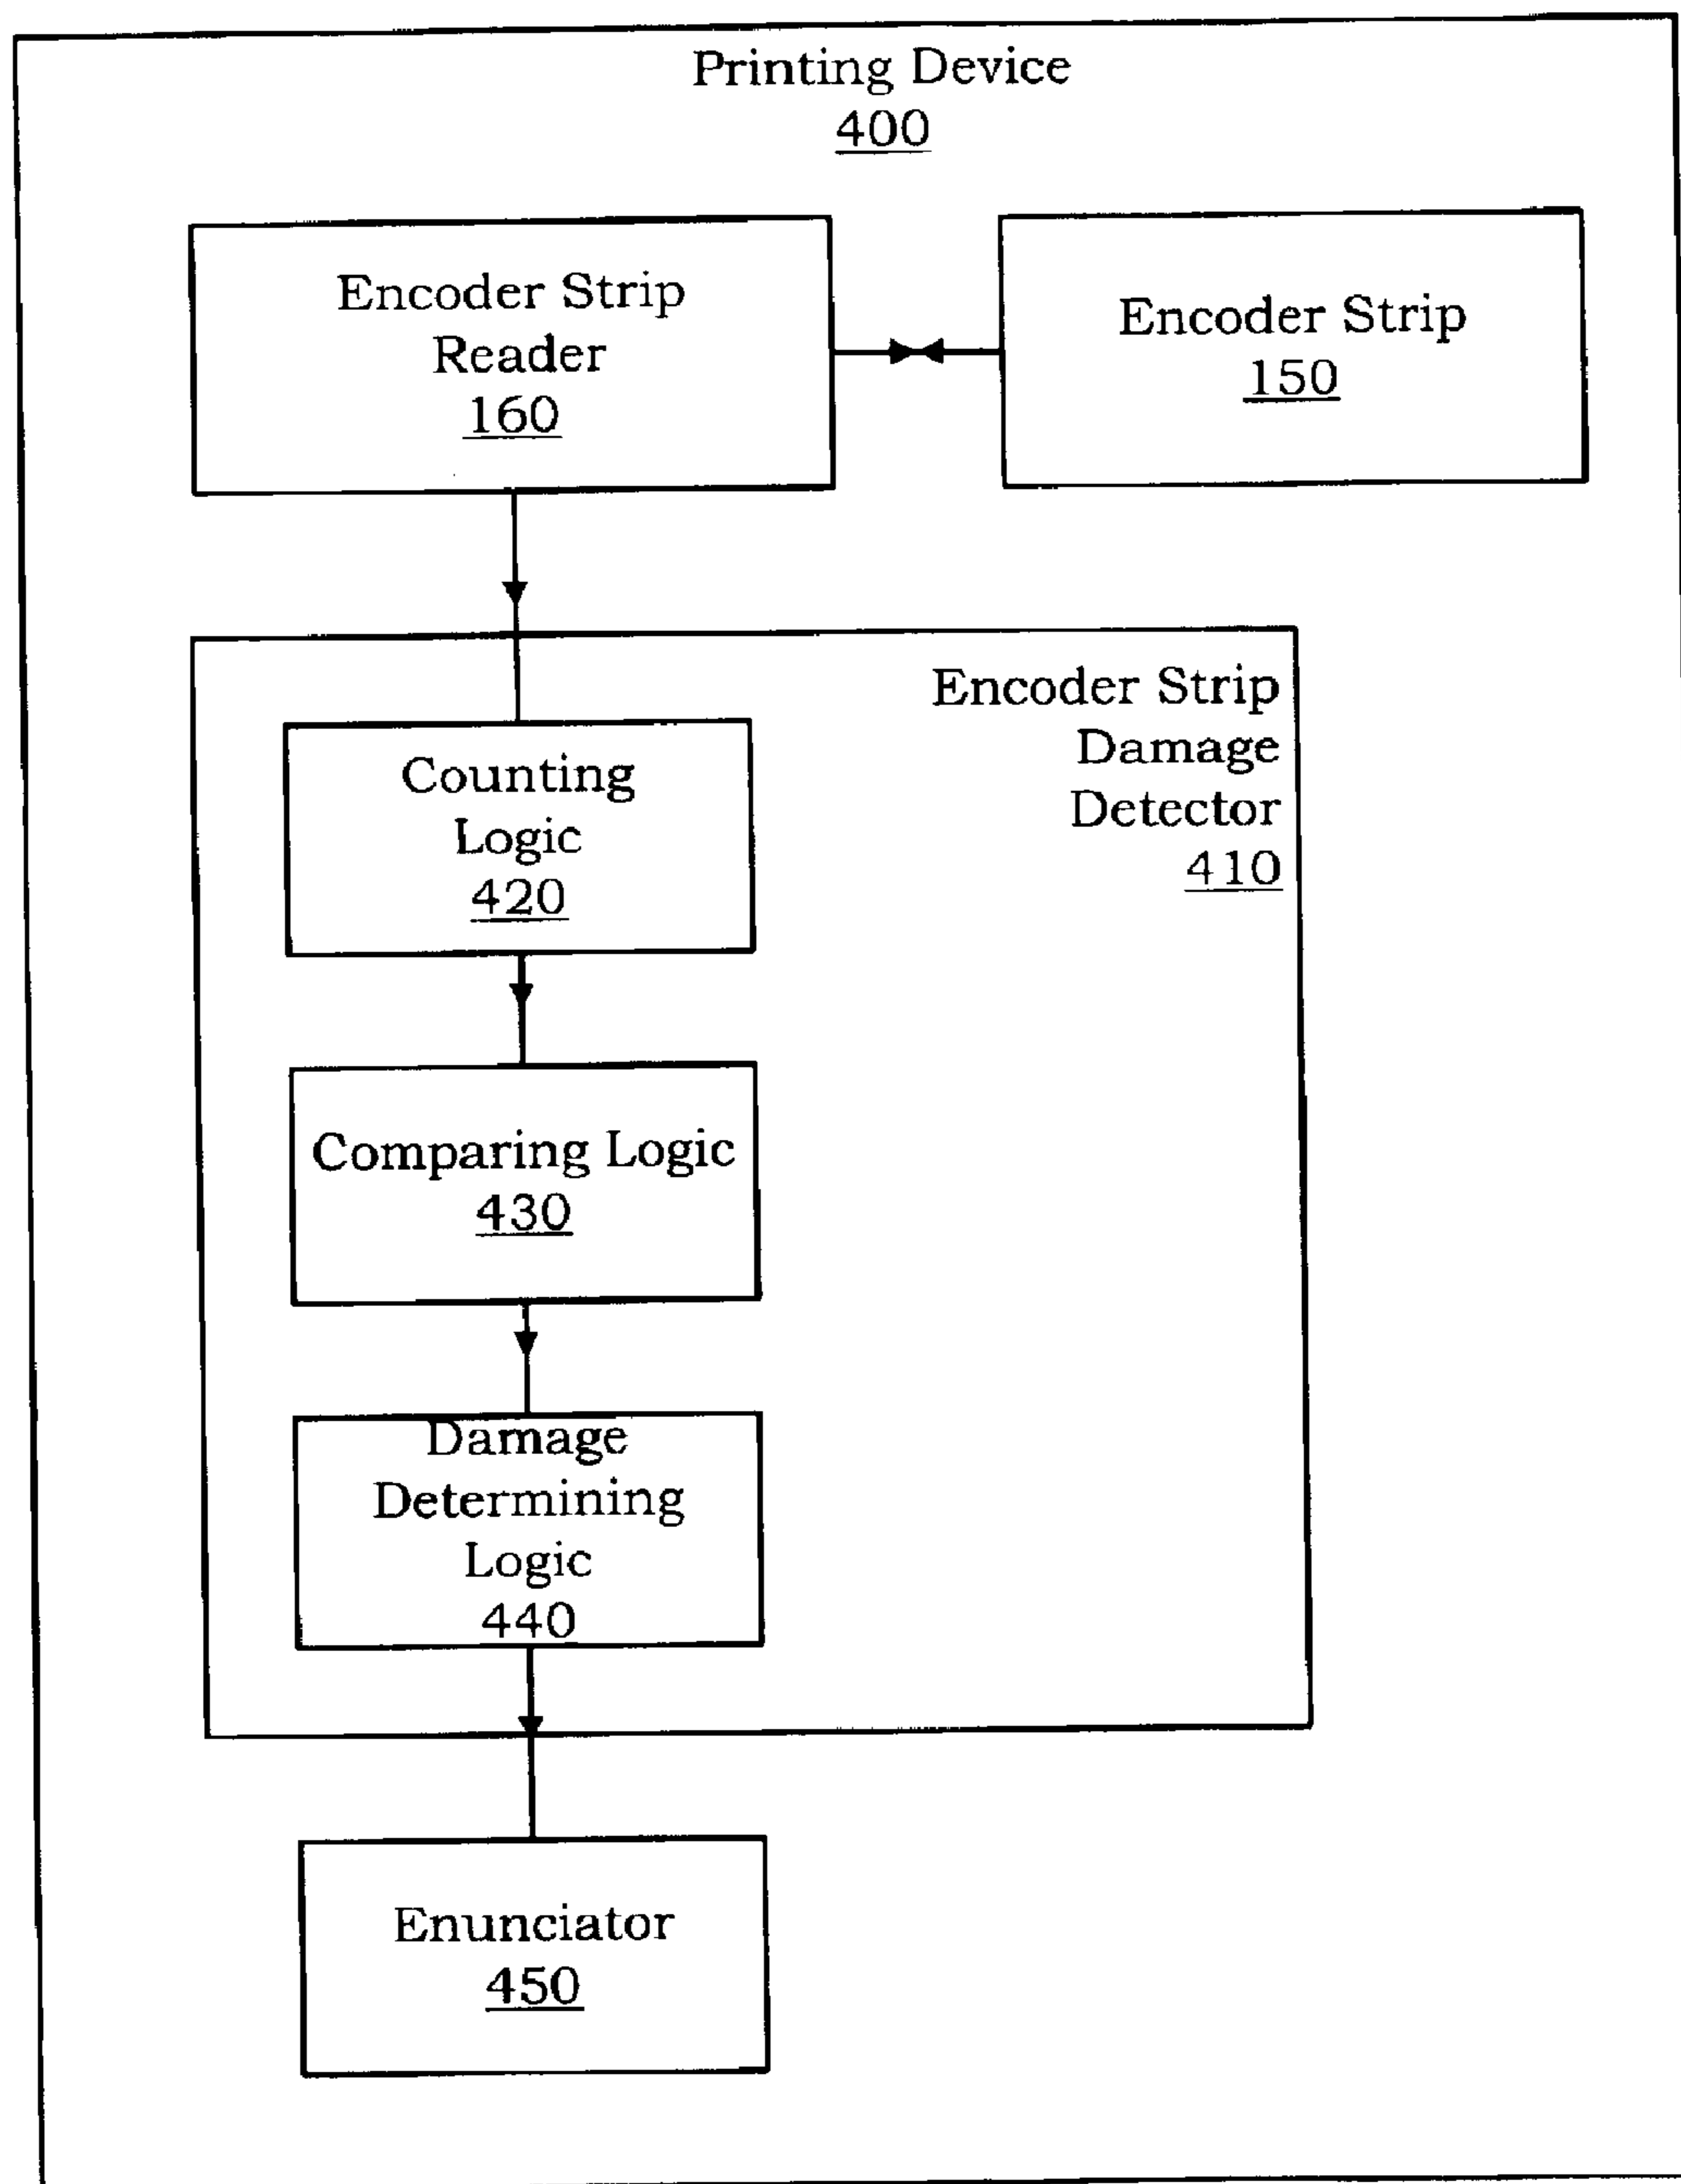 Printing Device
400
Encoder Strip
Reader
160
Encoder Strip
150
Encoder Strip
Damage
Detector
410
Counting
Logic
420
Comparing Logic
430
Damage
Determining
Logic
440
Enunciator
450